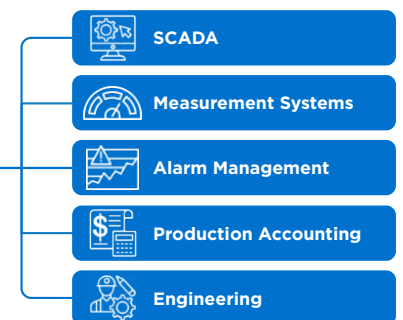 SCADA
Measurement Systems
Alarm Management
$
Production Accounting
Engineering